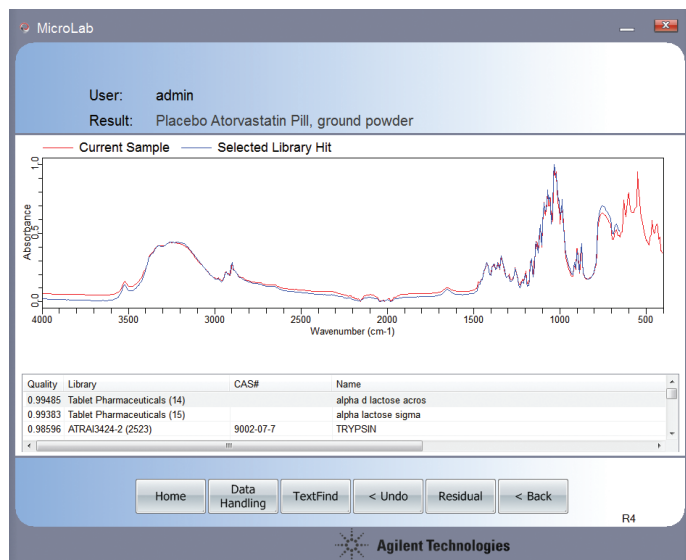 MicroLab
User: admin
Result: Placebo Atorvastatin Pill, ground powder
Current Sample Selected Library Hit
1.0
0.5
0.0
Absorbance
4000 3500 3000 2500 2000 1500 1000 500
Wavenumber (cm-1)
Quality Library CAS# Name
0.99485 Tablet Pharmaceuticals (14) alpha d lactose acros
0.99383 Tablet Pharmaceuticals (15) alpha lactose sigma
0.98596 ATRAI3424-2 (2523) 9002-07-7 TRYPSIN
Home Data Handling TextFind < Undo Residual < Back
R4
Agilent Technologies